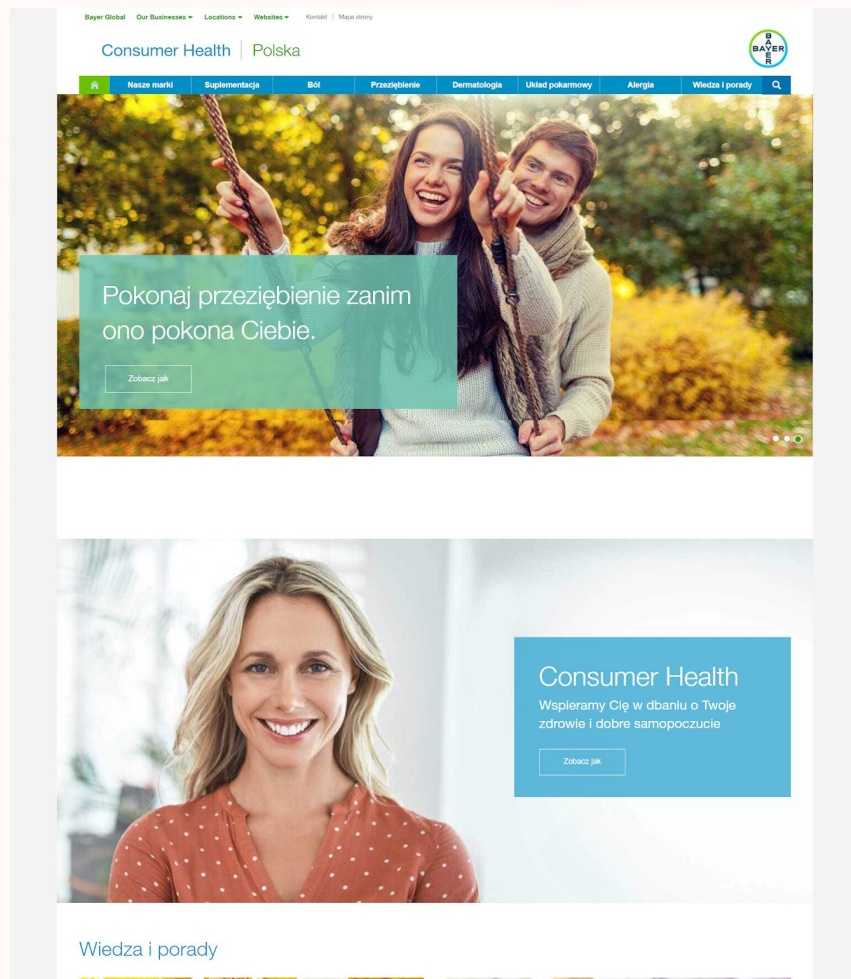 Bayer Global Our Businesses Locations Websites Kontakt | Mapa strony
Consumer Health | Polska
BAYER
BAYER
Nasze marki Suplementacja Ból Przeziębienie Dermatologia Układ pokarmowy Alergia Wiedza i porady
Pokonaj przeziębienie zanim
ono pokona Ciebie.
Zobacz jak
Consumer Health
Wspieramy Cię w dbaniu o Twoje
zdrowie i dobre samopoczucie
Zobacz jak
Wiedza i porady